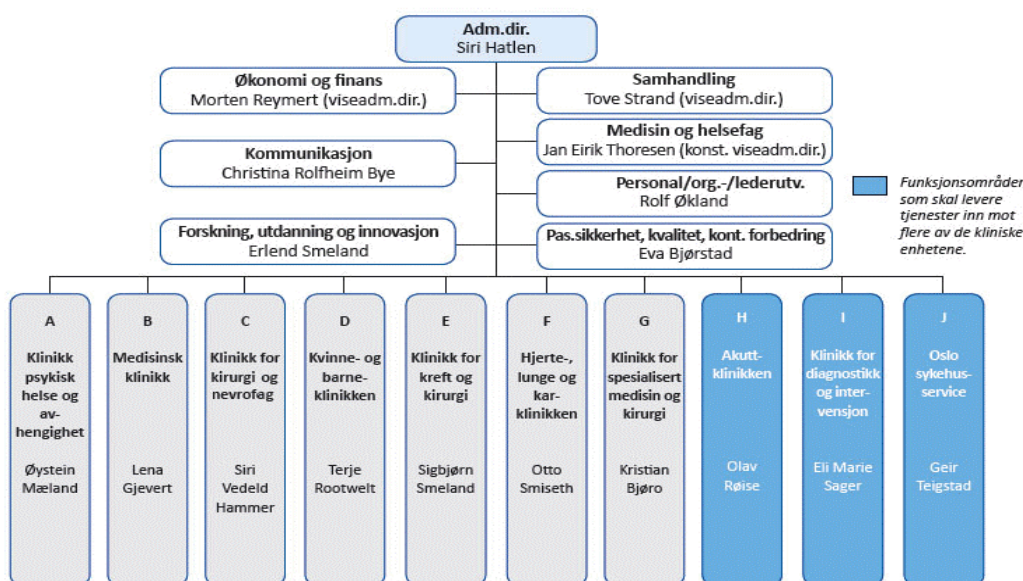 Adm.dir.
Siri Hatlen
Økonomi og finans
Morten Reymert (viseadm.dir.)
Samhandling
Tove Strand (viseadm.dir.)
Medisin og helsefag
Jan Eirik Thoresen (konst. viseadm.dir.)
Kommunikasjon
Christina Rolfheim Bye
Personal/org.-/lederutv.
Rolf Økland
Funksjonsområder
som skal levere
tjenester inn mot
flere av de kliniske
enhetene.
Forskning, utdanning og innovasjon
Erlend Smeland
Pas.sikkerhet, kvalitet, kont. forbedring
Eva Bjørstad
A
Klinikk
psykisk
helse og
av-
hengighet
Øystein
Mæland
B
Medisinsk
klinikk
Lena
Gjevert
C
Klinikk for
kirurgi og
nevrofag
Siri
Vedeld
Hammer
D
Kvinne- og
barne-
klinikken
Terje
Rootwelt
E
Klinikk for
kreft og
kirurgi
Sigbjørn
Smeland
F
Hjerte-,
lunge og
kar-
klinikken
Otto
Smiseth
G
Klinikk for
spesialisert
medisin og
kirurgi
Kristian
Bjøro
H
Akutt-
klinikken
Olav
Røise
I
Klinikk for
diagnostikk
og inter-
vensjon
Eli Marie
Sager
J
Oslo
sykehus-
service
Geir
Teigstad